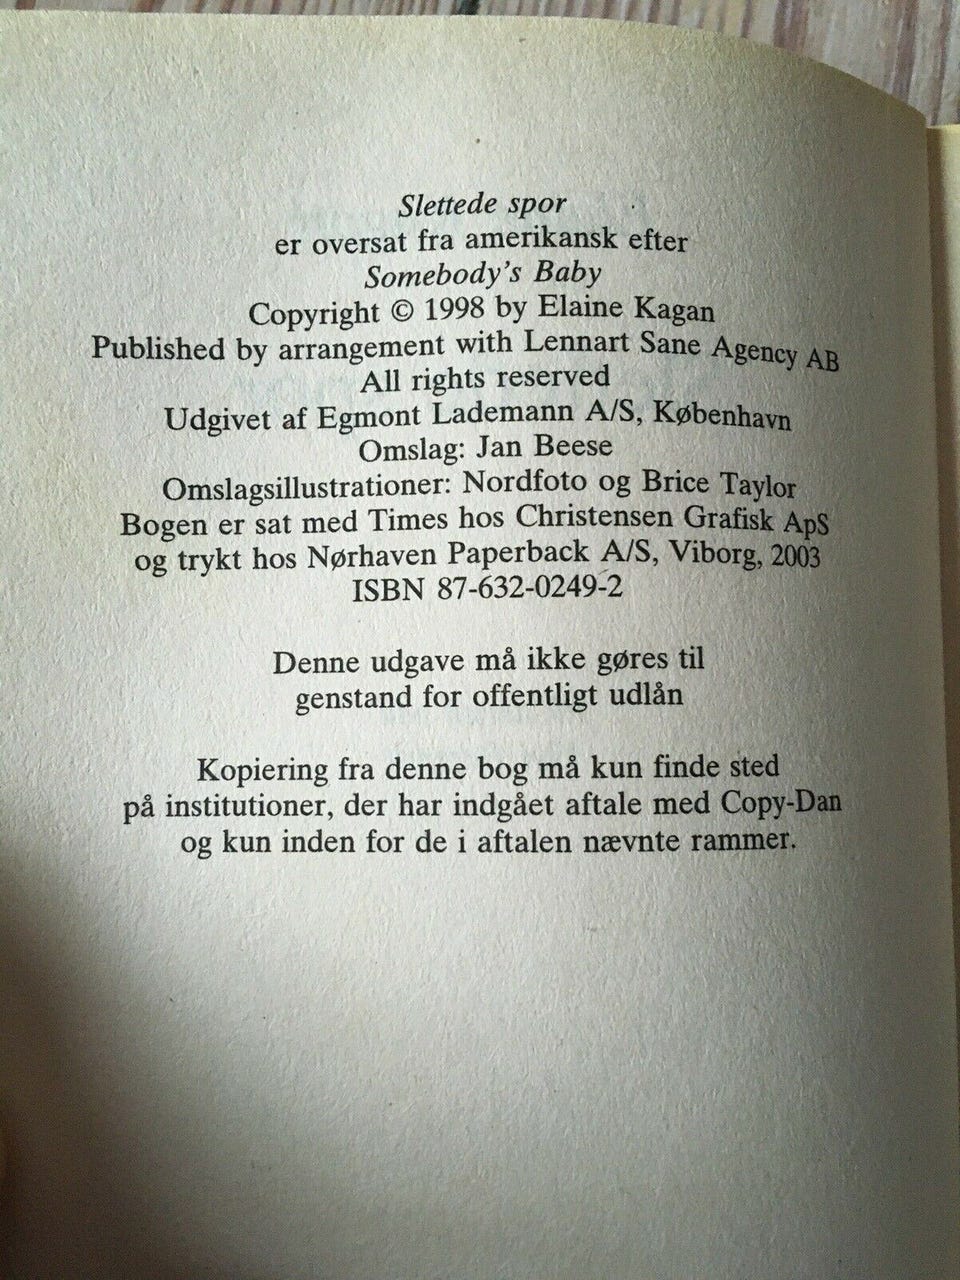 Slettede spor
er oversat fra amerikansk efter
Somebody's Baby
Copyright © 1998 by Elaine Kagan
Published by arrangement with Lennart Sane Agency AB
All rights reserved
Udgivet af Egmont Lademann A/S, København
Omslag: Jan Beese
Omslagsillustrationer: Nordfoto og Brice Taylor
Bogen er sat med Times hos Christensen Grafisk ApS
og trykt hos Nørhaven Paperback A/S, Viborg, 2003
ISBN 87-632-0249-2
Denne udgave må ikke gøres til
genstand for offentligt udlån
Kopiering fra denne bog må kun finde sted
på institutioner, der har indgået aftale med Copy-Dan
og kun inden for de i aftalen nævnte rammer.